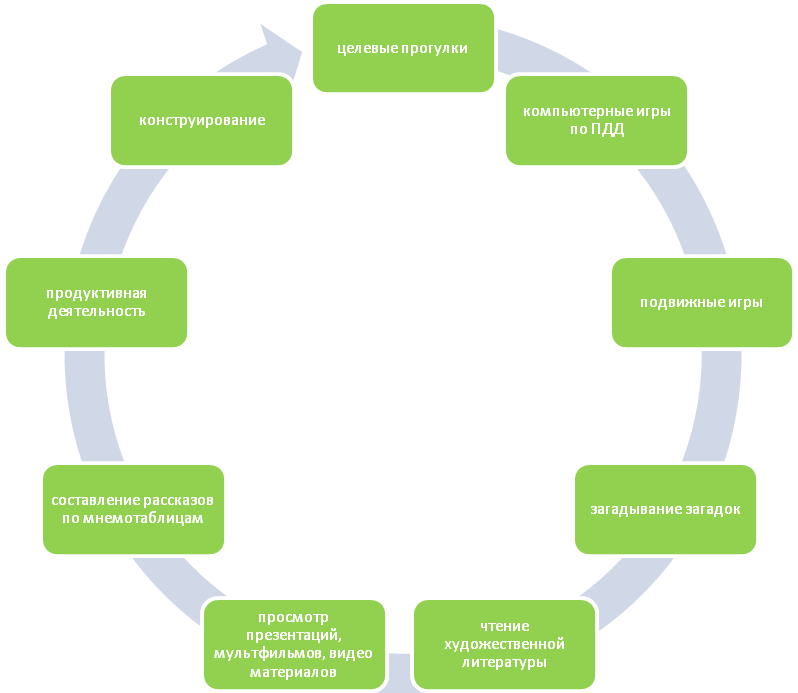 целевые прогулки
компьютерные игры
по ПДД
подвижные игры
загадывание загадок
чтение
художественной
литературы
просмотр
презентаций,
мультфильмов, видео
материалов
составление рассказов
по мнемотаблицам
продуктивная
деятельность
конструирование